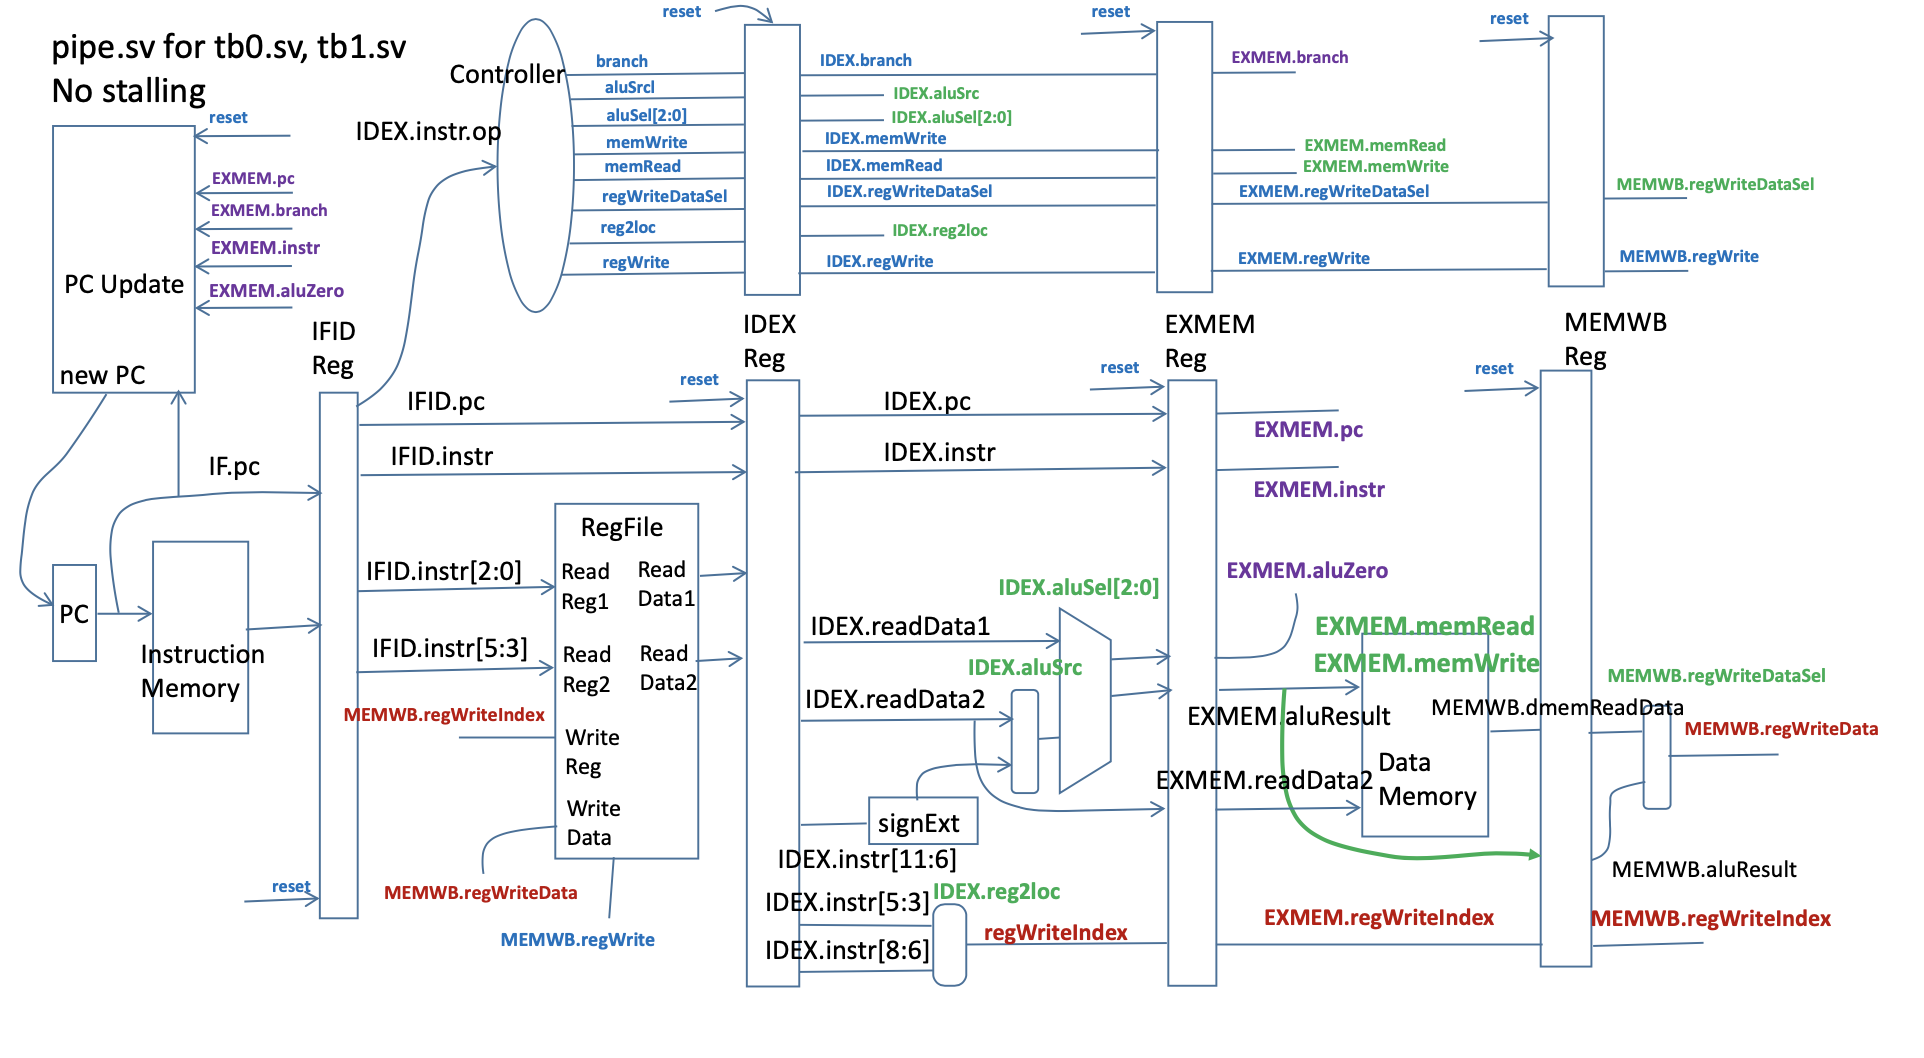 pipe.sv for tb0.sv, tb1.sv
No stalling
reset
EXMEM.pc
EXMEM.branch
EXMEM.instr
EXMEM.aluZero
PC Update
new PC
IF.pc
PC
Instruction
Memory
IFID
Reg
reset
IDEX.instr.op
Controller
branch
aluSrcl
aluSel[2:0]
memWrite
memRead
regWriteDataSel
reg2loc
regWrite
reset
IDEX.branch
IDEX.aluSrc
IDEX.aluSel[2:0]
IDEX.memWrite
IDEX.memRead
IDEX.regWriteDataSel
IDEX.reg2loc
IDEX.regWrite
reset
EXMEM.branch
EXMEM.memRead
EXMEM.memWrite
EXMEM.regWriteDataSel
EXMEM.regWrite
reset
MEMWB.regWriteDataSel
MEMWB.regWrite
IDEX
Reg
EXMEM
Reg
MEMWB
Reg
IFID.pc
IFID.instr
IFID.instr[2:0]
IFID.instr[5:3]
MEMWB.regWriteIndex
RegFile
Read
Reg1
Read
Data1
Read
Reg2
Read
Data2
Write
Reg
Write
Data
MEMWB.regWriteData
MEMWB.regWrite
reset
IDEX.pc
IDEX.instr
IDEX.aluSel[2:0]
IDEX.readData1
IDEX.aluSrc
IDEX.readData2
signExt
IDEX.instr[11:6]
IDEX.instr[5:3]
IDEX.reg2loc
IDEX.instr[8:6]
regWriteIndex
reset
EXMEM.pc
EXMEM.instr
EXMEM.aluZero
EXMEM.memRead
EXMEM.memWrite
EXMEM.aluResult
EXMEM.readData2
Data
Memory
EXMEM.regWriteIndex
reset
MEMWB.regWriteDataSel
MEMWB.dmemReadData
MEMWB.regWriteData
MEMWB.aluResult
MEMWB.regWriteIndex